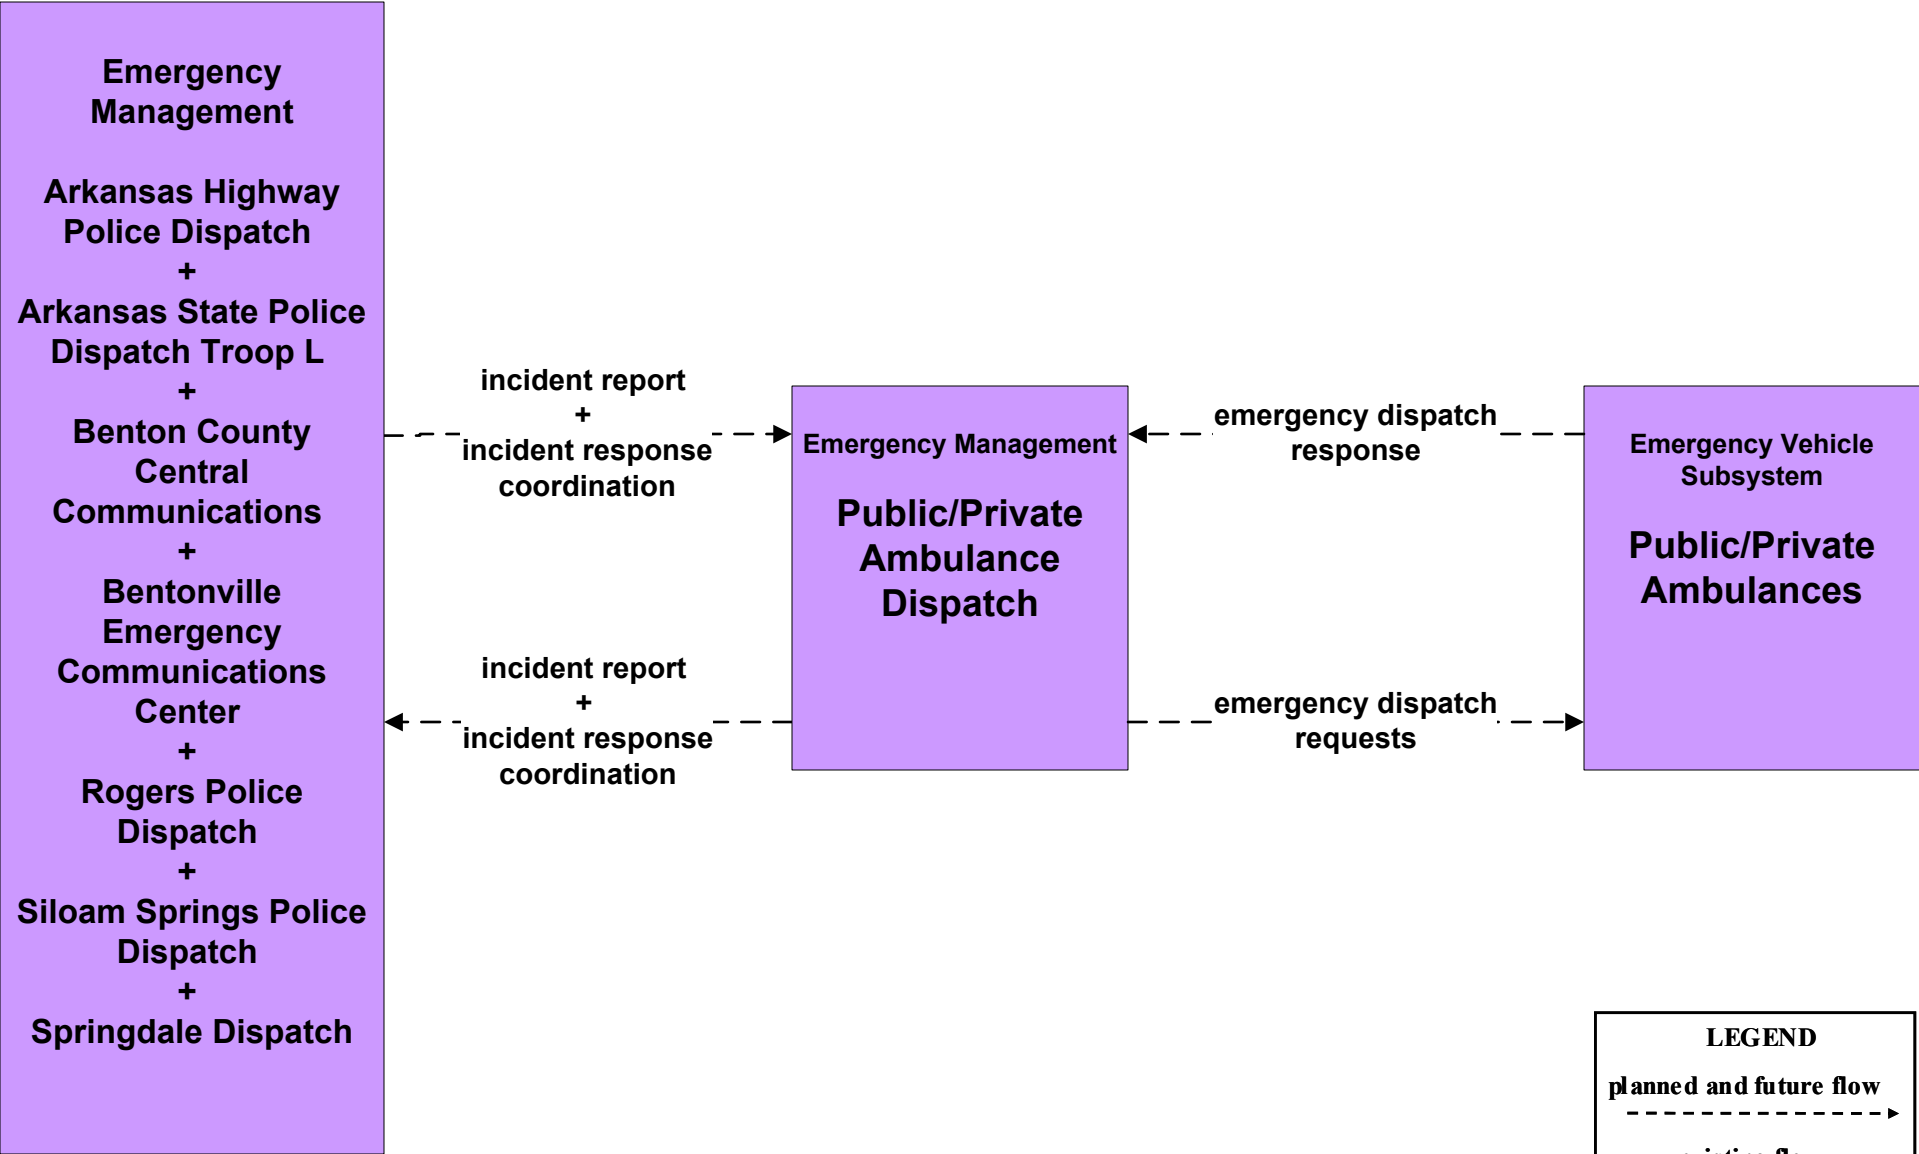 Emergency
Management
Arkansas Highway
Police Dispatch
+
Arkansas State Police
Dispatch Troop L
+
Benton County
Central
Communications
+
Bentonville
Emergency
Communications
Center
+
Rogers Police
Dispatch
+
Siloam Springs Police
Dispatch
+
Springdale Dispatch
incident report
+
incident response
coordination
incident report
+
incident response
coordination
Emergency Management
Public/Private
Ambulance
Dispatch
emergency dispatch
response
emergency dispatch
requests
Emergency Vehicle
Subsystem
Public/Private
Ambulances
LEGEND
planned and future flow